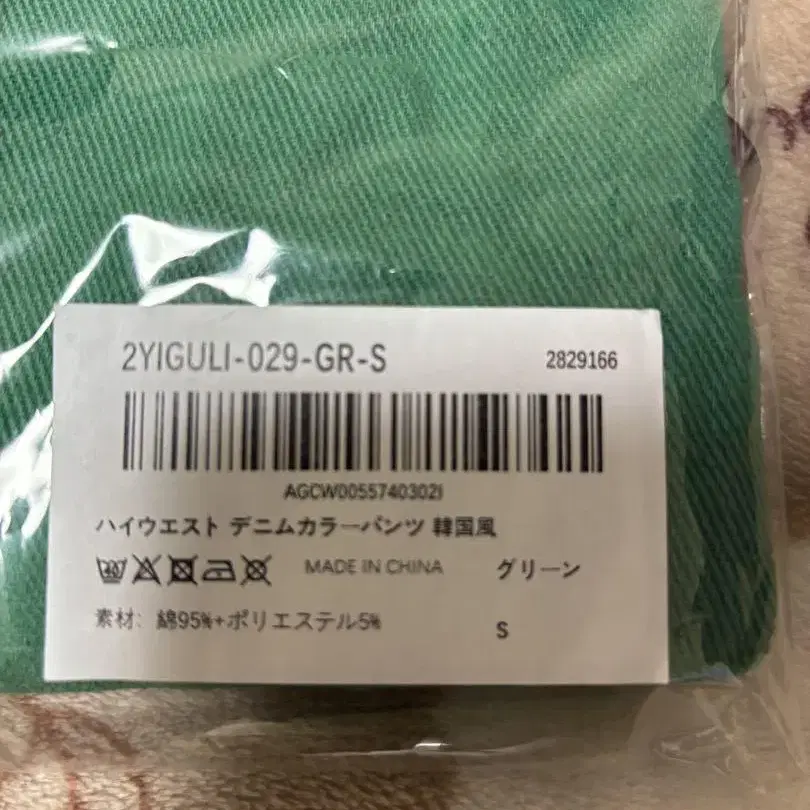 2YIGULI-029-GR-S 2829166
AGCW00557403021
ハイウエスト デニムカラーパンツ 韓国風
40 MADE IN CHINA グリーン
素材: 綿95%+ポリエステル5% S